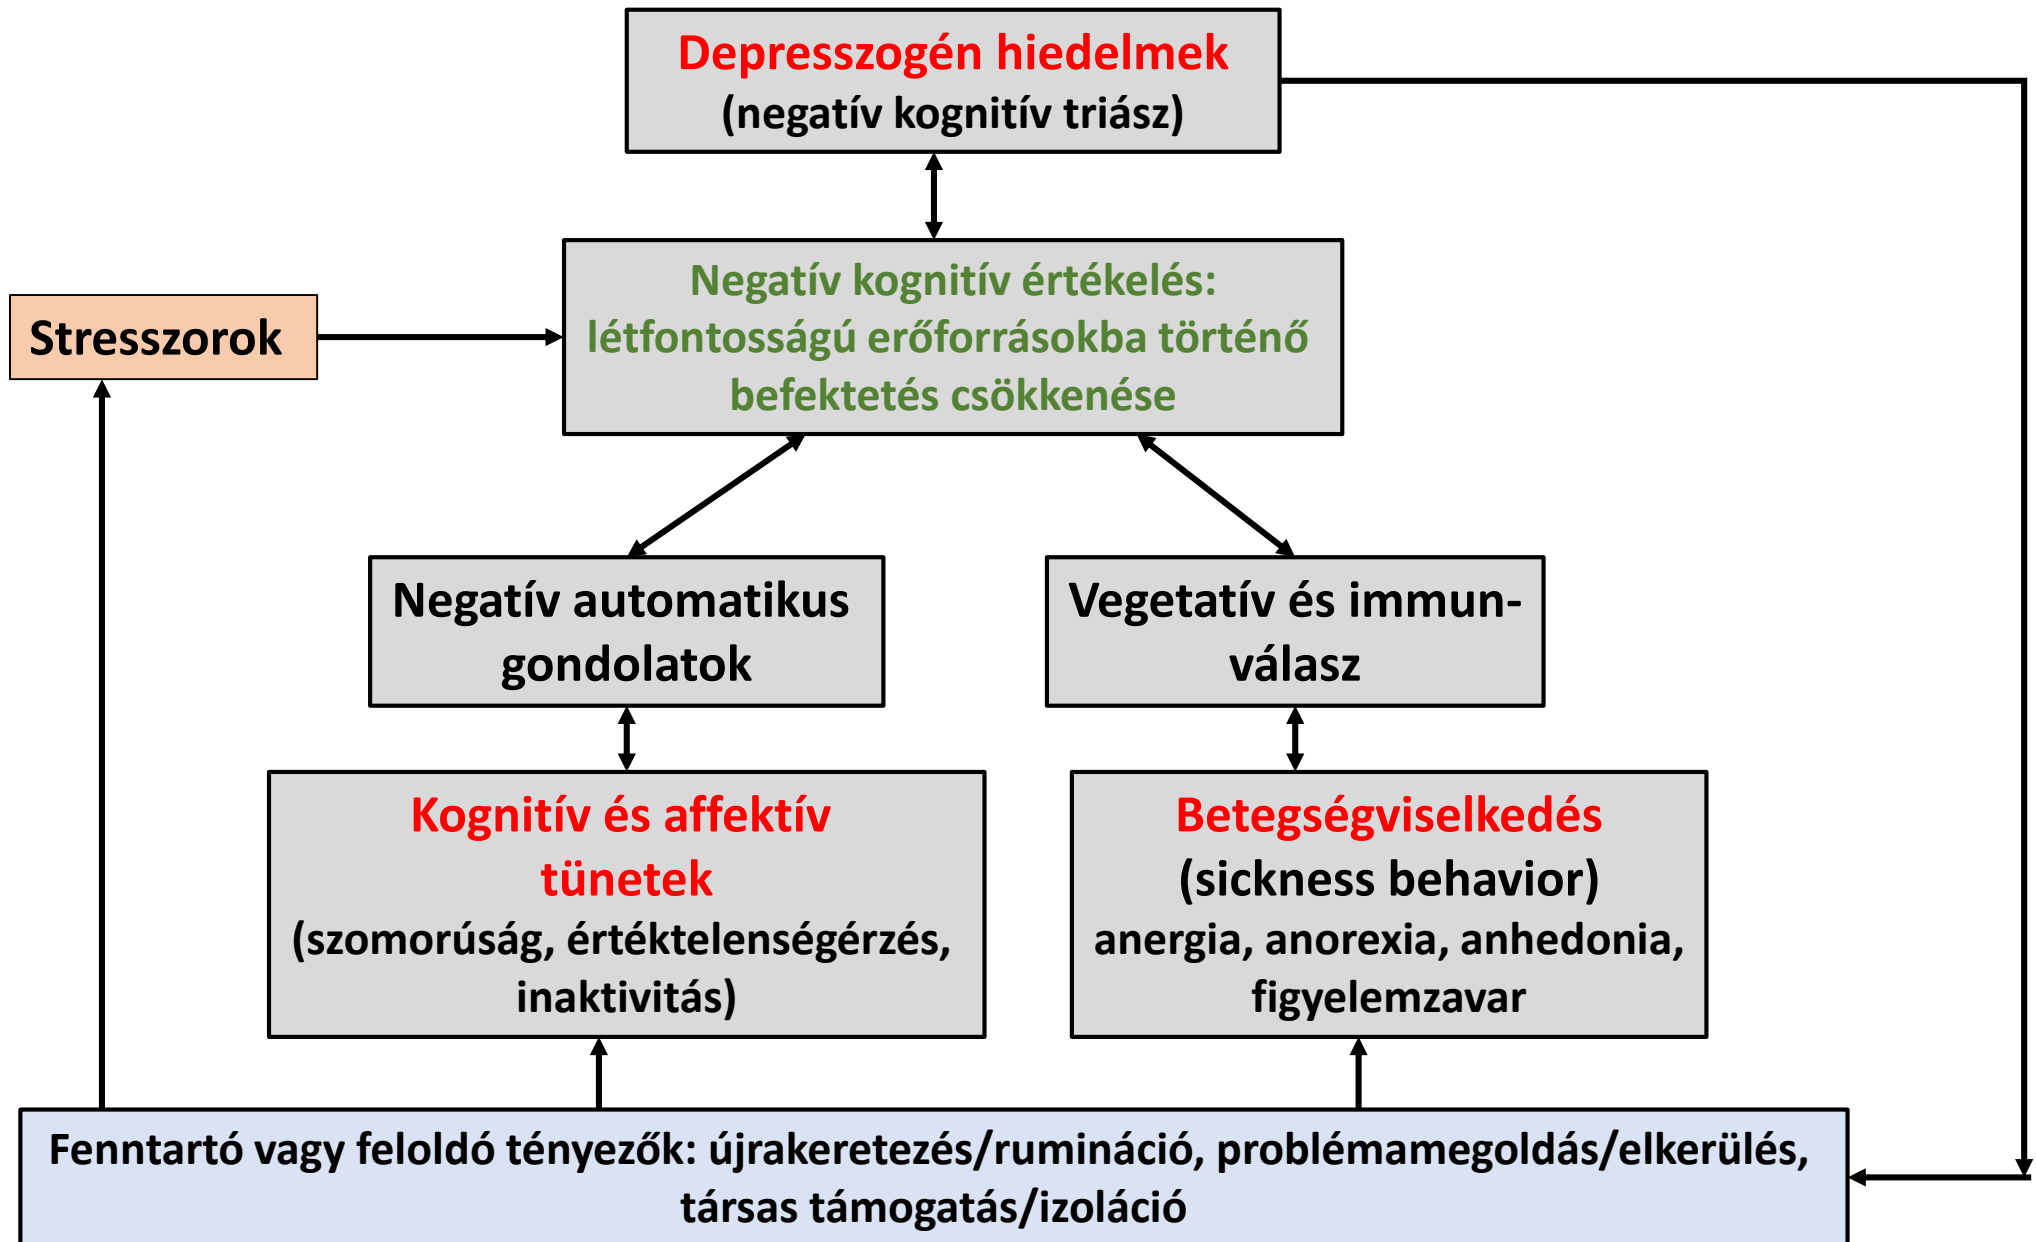 Depresszogén hiedelmek
(negatív kognitív triász)
Negatív kognitív értékelés:
létfontosságú erőforrásokba történő
befektetés csökkenése
Stresszorok
Negatív automatikus
gondolatok
Vegetatív és immun-
válasz
Kognitív és affektív
tünetek
(szomorúság, értéktelenségérzés,
inaktivitás)
Betegségviselkedés
(sickness behavior)
anergia, anorexia, anhedonia,
figyelemzavar
Fenntartó vagy feloldó tényezők: újrakeretezés/rumináció, problémamegoldás/elkerülés,
társas támogatás/izoláció